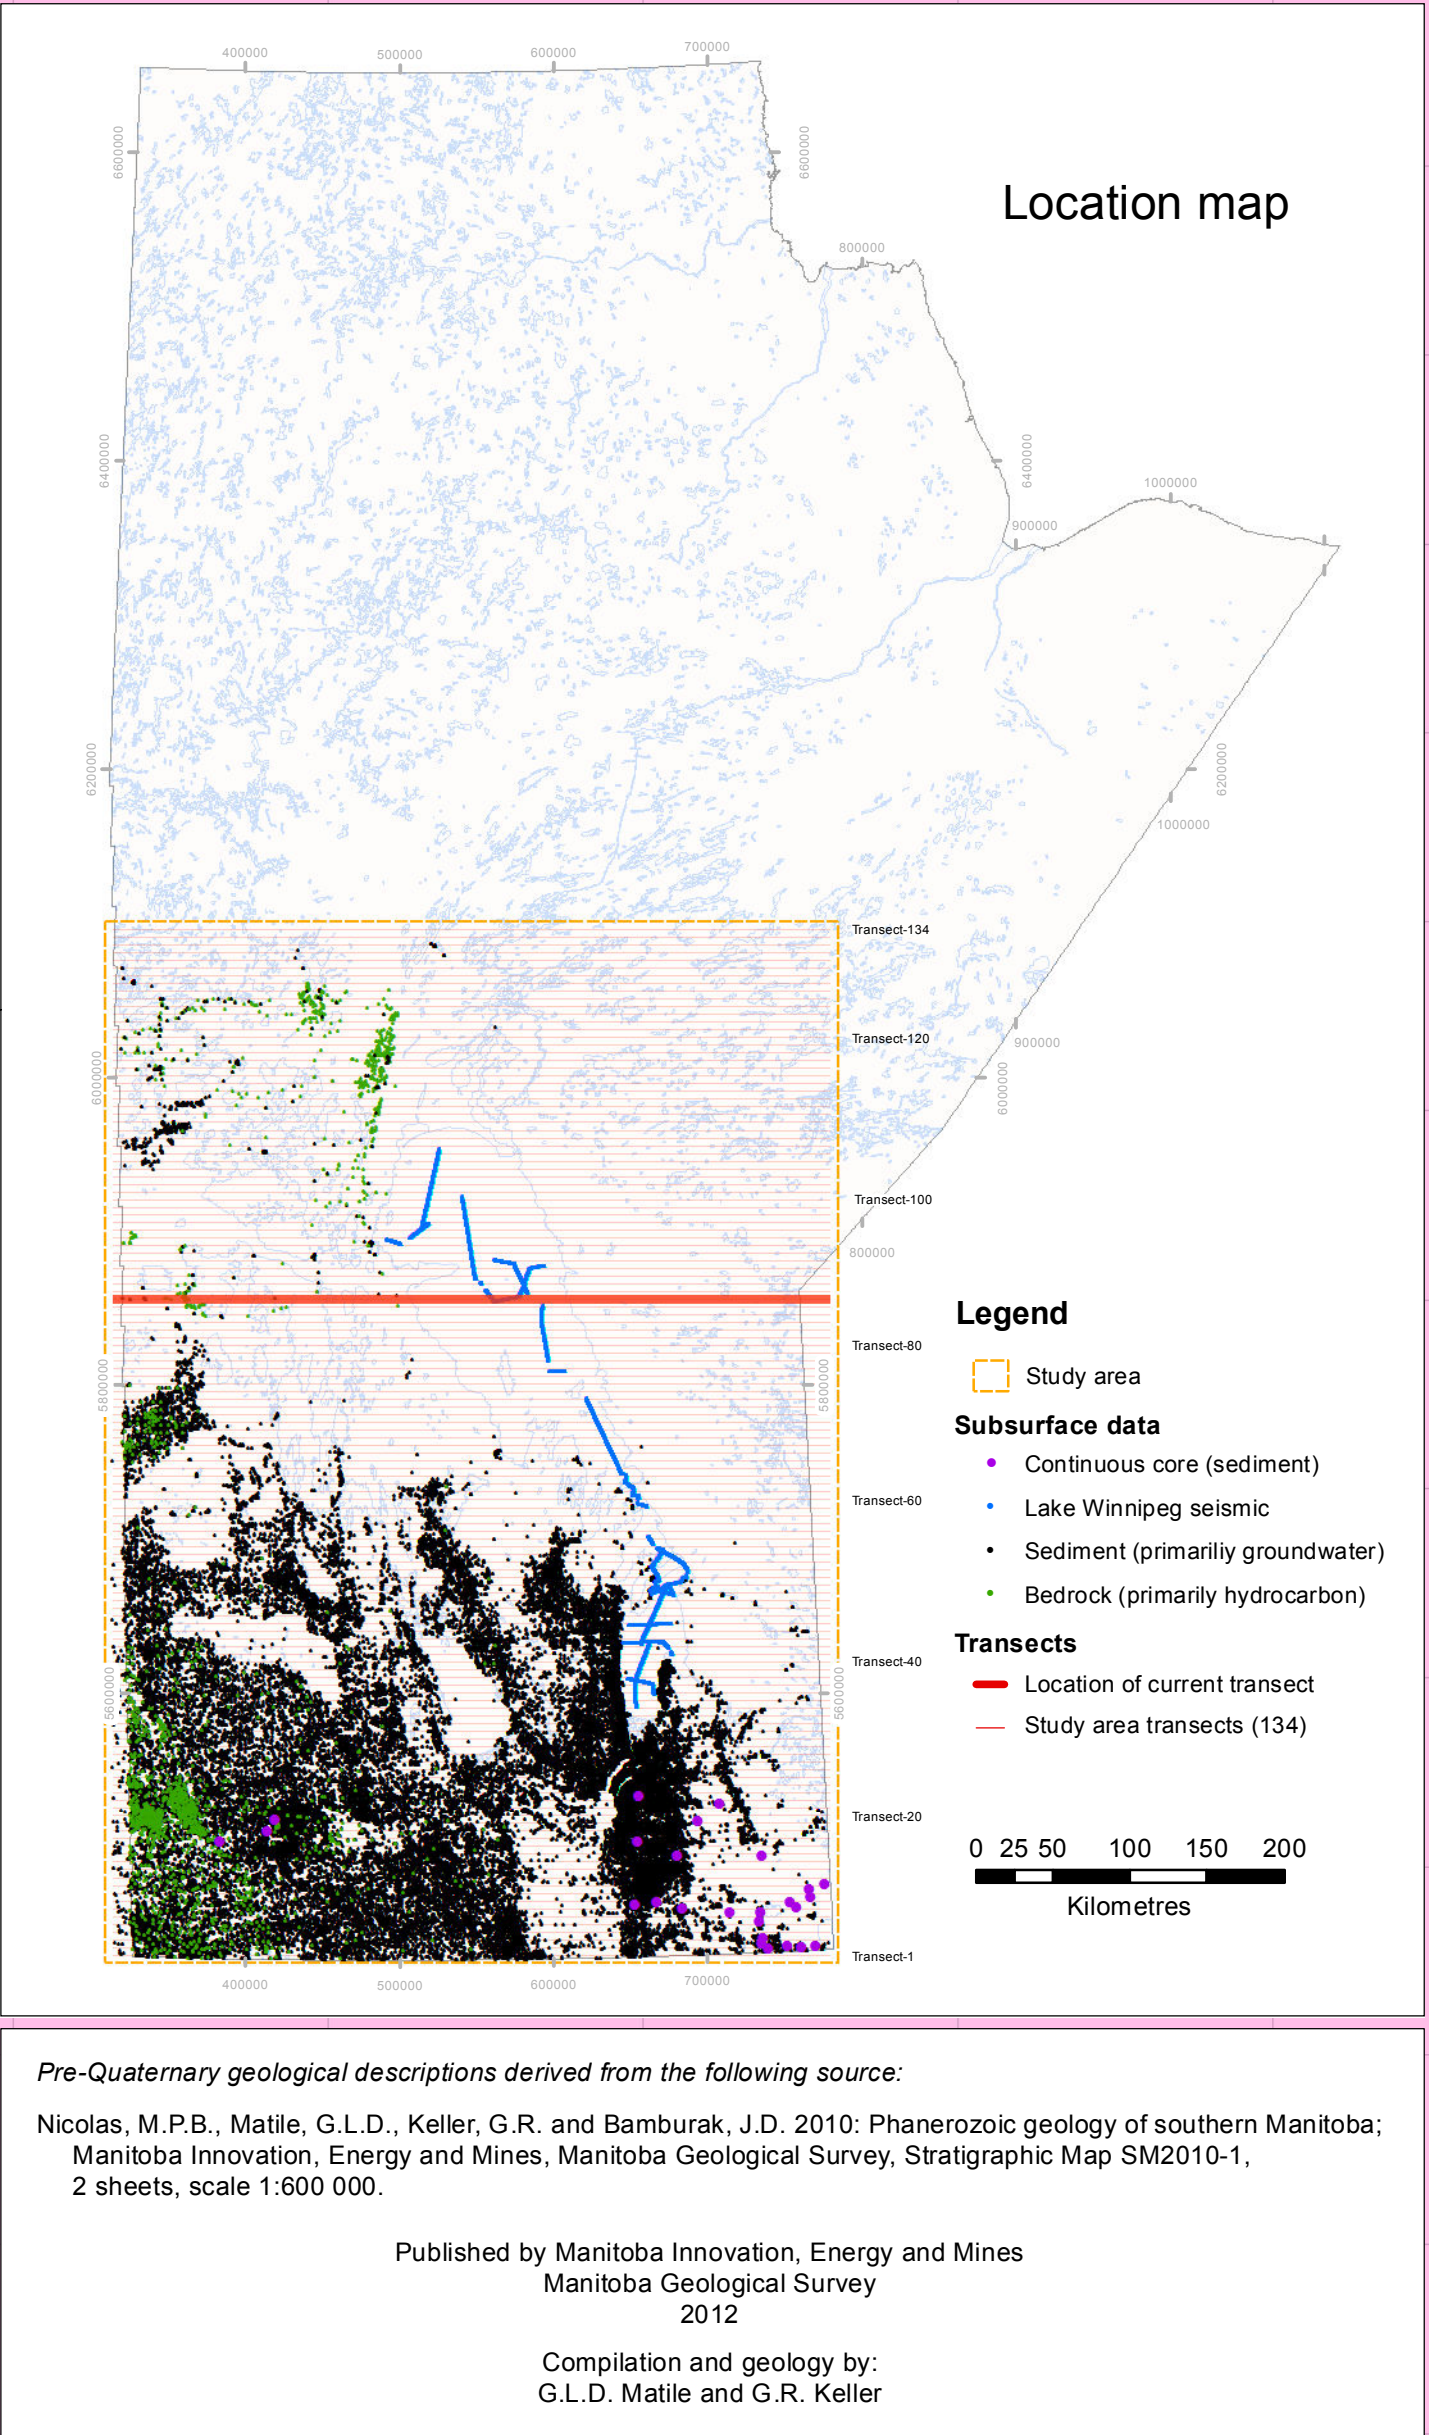 400000
500000
600000
700000
6600000
6600000
Location map
800000
6400000
6400000
1000000
900000
6200000
6200000
1000000
Transect-134
Transect-120
900000
6000000
6000000
Transect-100
800000
Transect-80
5800000
5800000
Transect-60
Transect-40
5600000
5600000
Transect-20
Transect-1
400000
500000
600000
700000
Legend
Study area
Subsurface data
Continuous core (sediment)
Lake Winnipeg seismic
Sediment (primariliy groundwater)
Bedrock (primarily hydrocarbon)
Transects
Location of current transect
Study area transects (134)
0 25 50 100 150 200
Kilometres
Pre-Quaternary geological descriptions derived from the following source:
Nicolas, M.P.B., Matile, G.L.D., Keller, G.R. and Bamburak, J.D. 2010: Phanerozoic geology of southern Manitoba;
Manitoba Innovation, Energy and Mines, Manitoba Geological Survey, Stratigraphic Map SM2010-1,
2 sheets, scale 1:600 000.
Published by Manitoba Innovation, Energy and Mines
Manitoba Geological Survey
2012
Compilation and geology by:
G.L.D. Matile and G.R. Keller